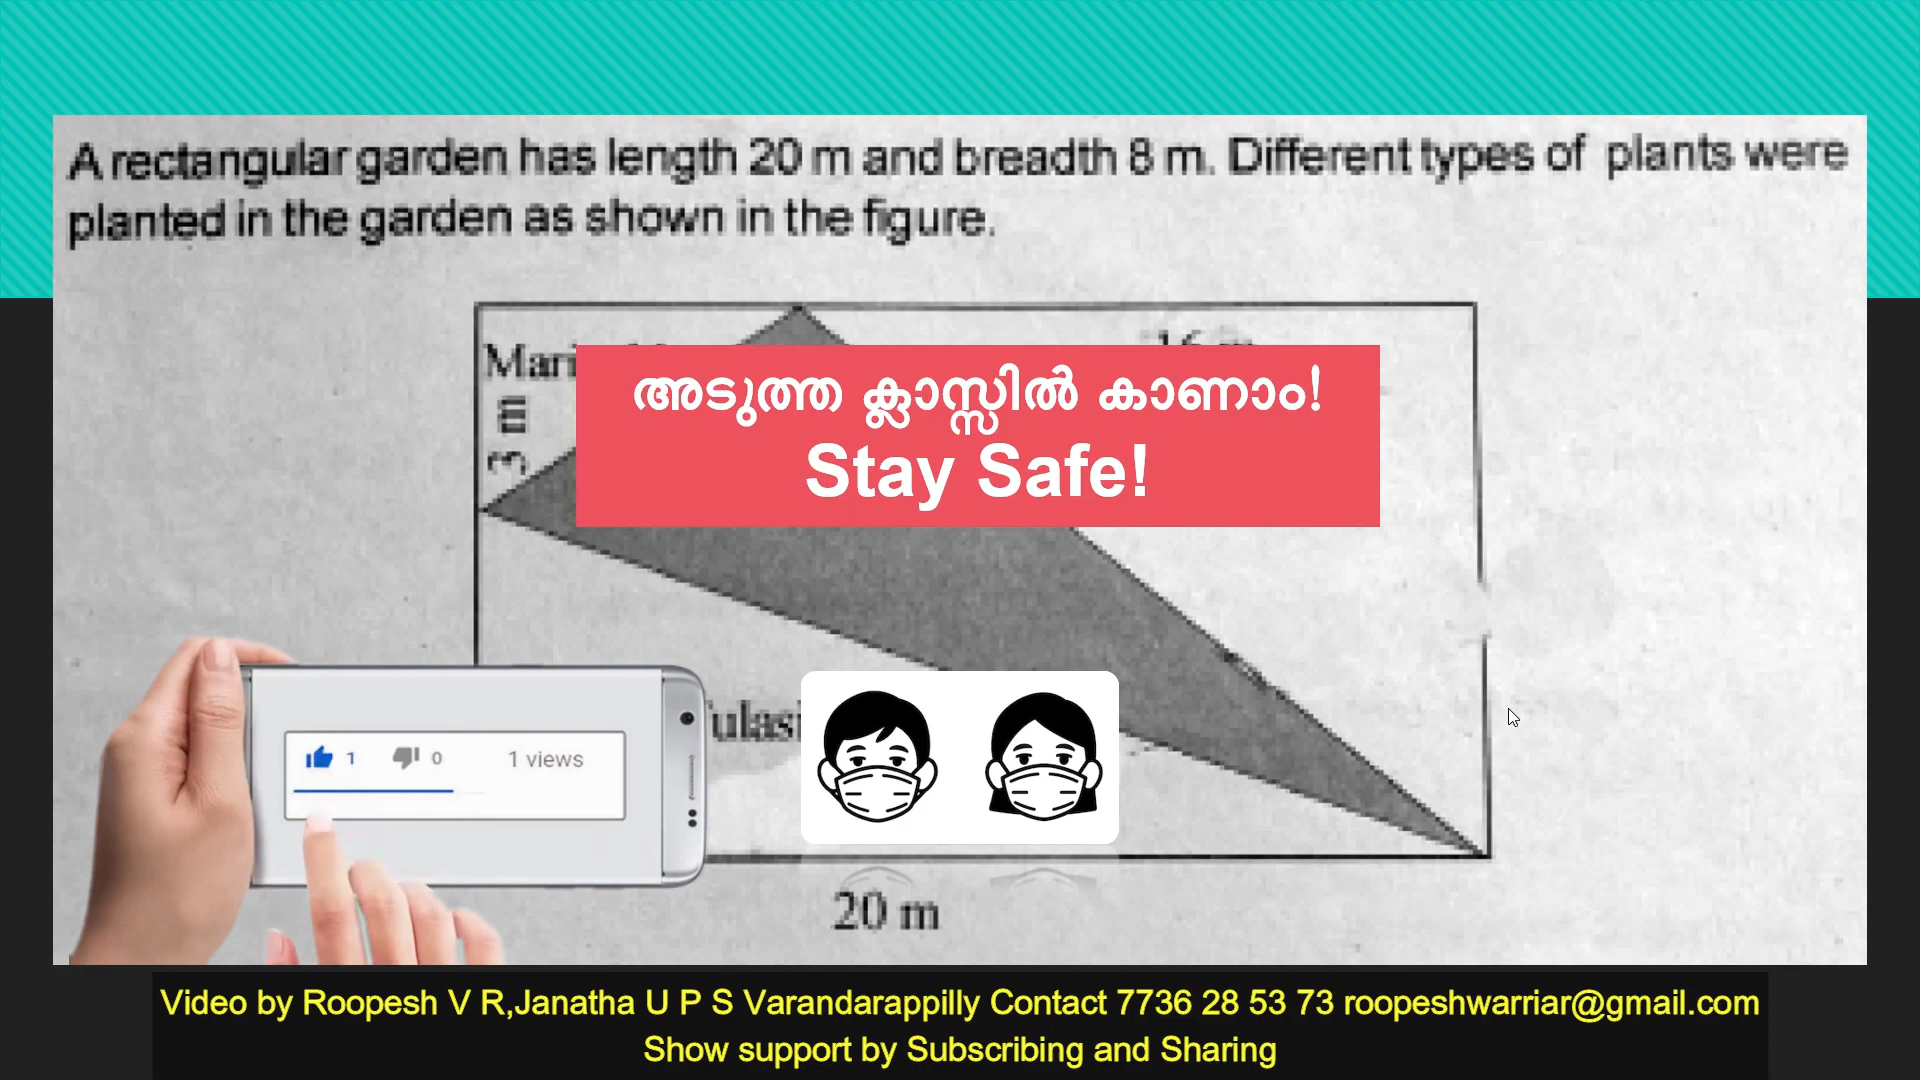 A rectangular garden has length 20 m and breadth 8 m. Different types of plants were
planted in the garden as shown in the figure.
16 m
3 m
അടുത്ത ക്ലാസ്സിൽ കാണാം!
Stay Safe!
1 0 1 views
20 m
Video by Roopesh V R,Janatha U P S Varandarappilly Contact 7736 28 53 73 roopeshwarriar@gmail.com
Show support by Subscribing and Sharing